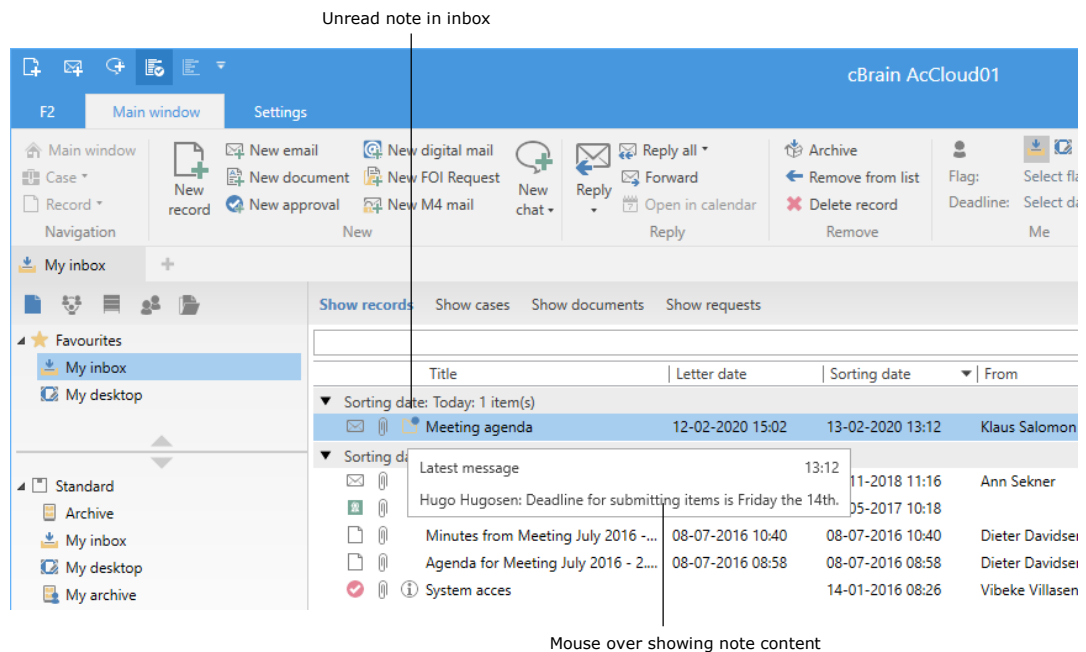 Unread note in inbox
cBrain AcCloud01
F2 Main window Settings
Main window
Case
Record
Navigation
New record
New email
New document
New approval
New digital mail
New FOI Request
New M4 mail
New chat
New
Reply
Reply all
Forward
Open in calendar
Reply
Archive
Remove from list
Delete record
Remove
Flag: Select
Deadline: Select
Me
My inbox
Show records Show cases Show documents Show requests
Favourites
My inbox
My desktop
Title Letter date Sorting date From
Sorting date: Today: 1 item(s)
Meeting agenda 12-02-2020 15:02 13-02-2020 13:12 Klaus Salomon
Sorting
Latest message 13:12
Hugo Hugosen: Deadline for submitting items is Friday the 14th.
11-2018 11:16 Ann Sekner
05-2017 10:18
Minutes from Meeting July 2016 -... 08-07-2016 10:40 08-07-2016 10:40 Dieter Davidsen
Agenda for Meeting July 2016 - 2.... 08-07-2016 08:58 08-07-2016 08:58 Dieter Davidsen
System acces 14-01-2016 08:26 Vibeke Villasen
Standard
Archive
My inbox
My desktop
My archive
Mouse over showing note content